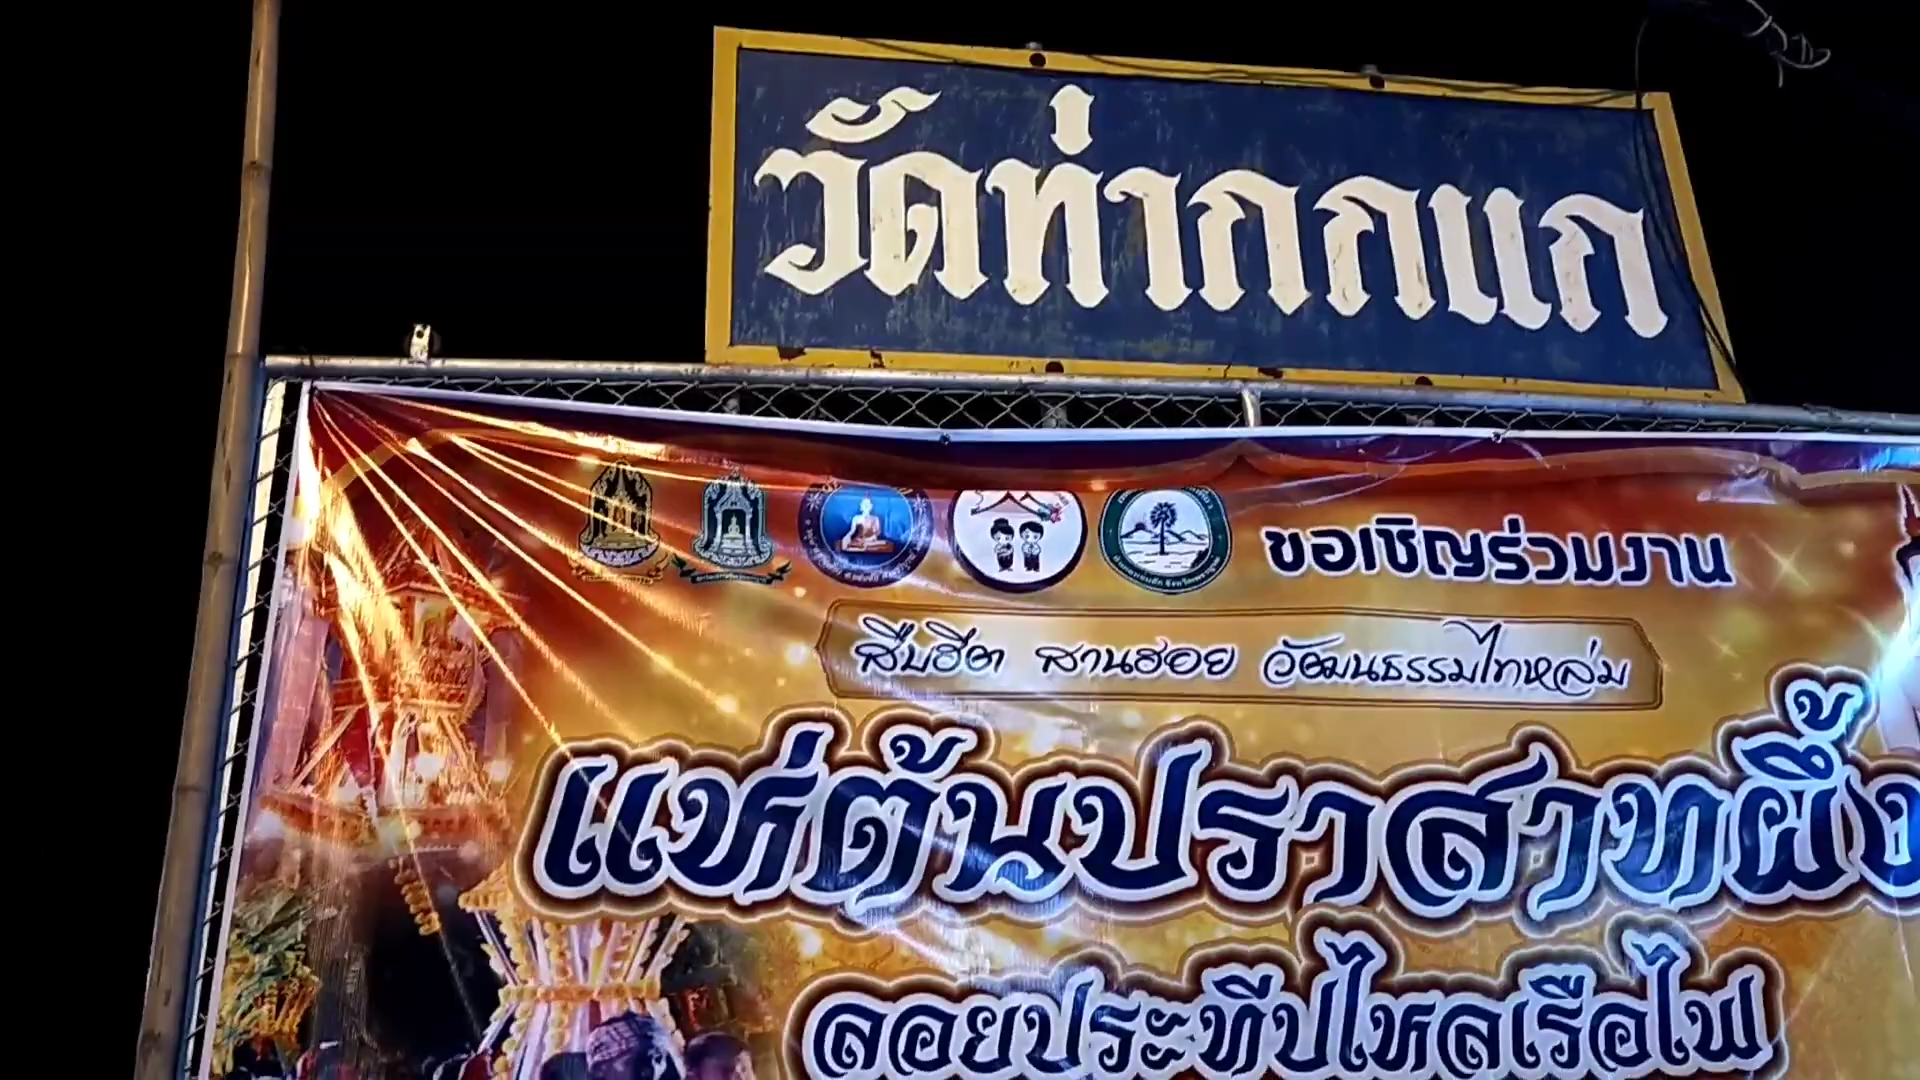 วัดท่ากกแก
ขอเชิญร่วมงาน
สืบฮีต สานฮอย วัฒนธรรมไทหล่ม
แห่ต้นปราสาทผึ้ง
ลอยประทีปไหลเรือไฟ